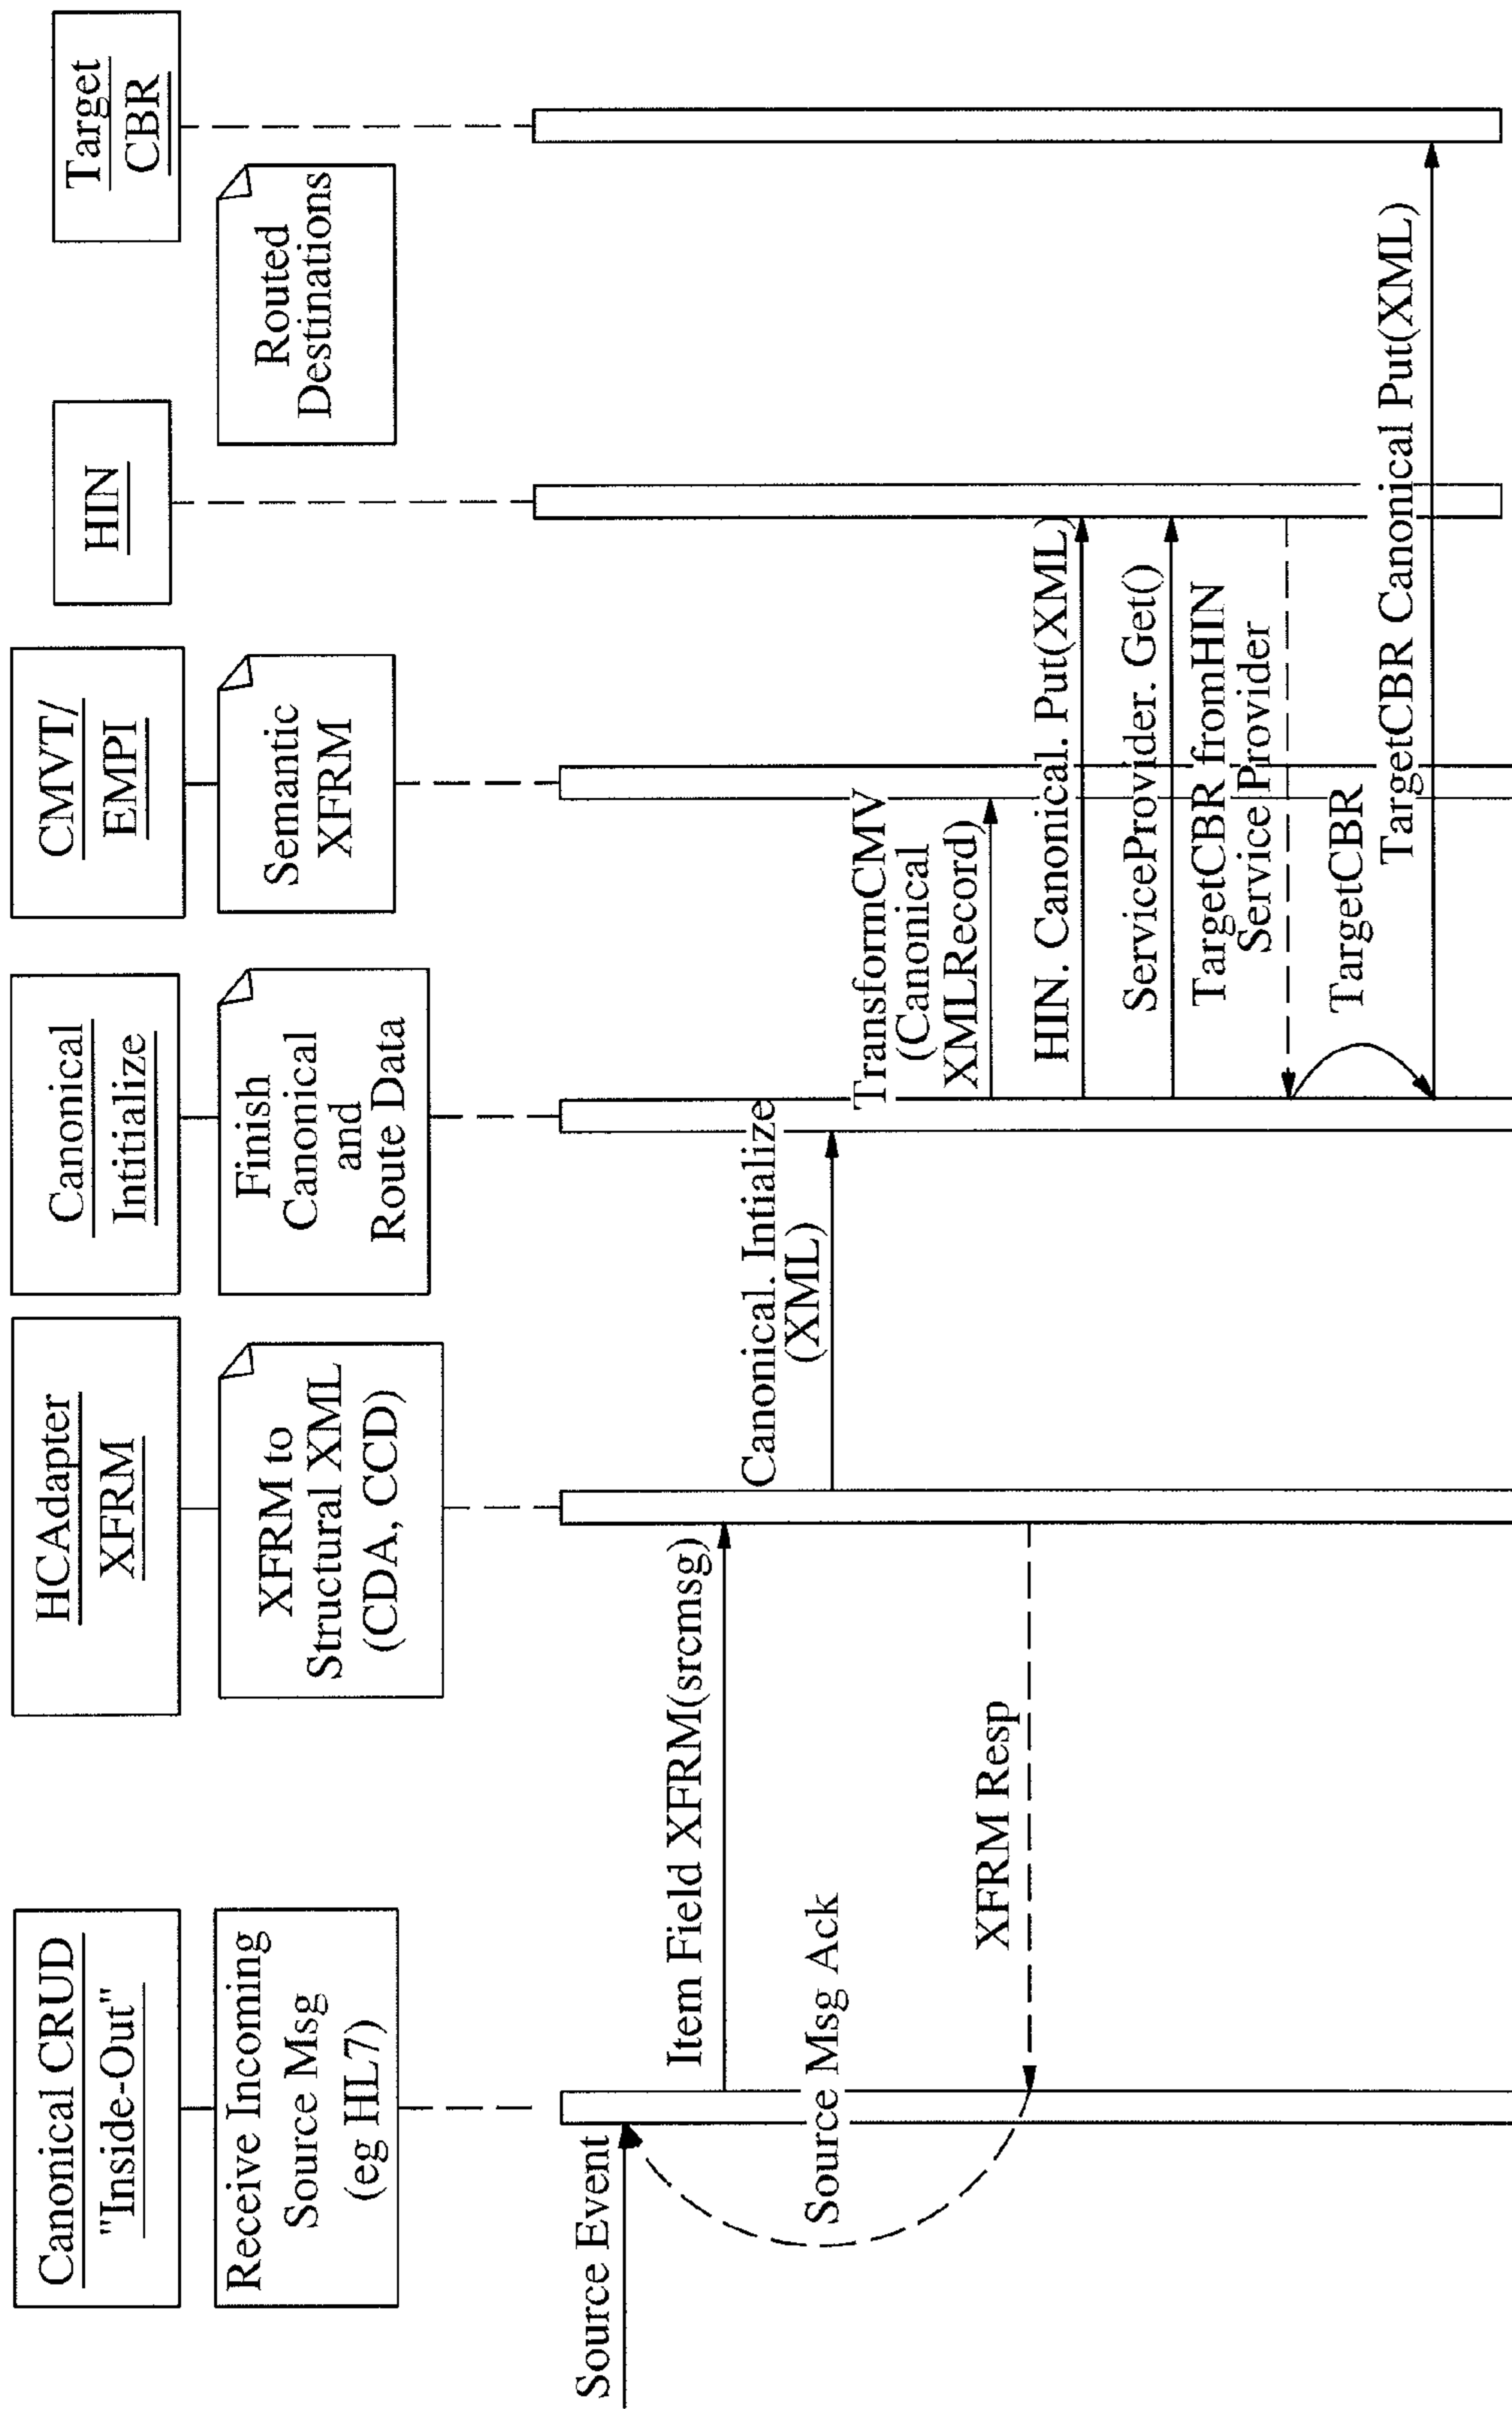 Canonical CRUD
"Inside-Out"
HCAdapter
XFRM
Canonical
Intitialize
CMVT/
EMPI
HIN
Target
CBR
Receive Incoming
Source Msg
(eg HL7)
XFRM to
Structural XML
(CDA, CCD)
Finish
Canonical
and
Route Data
Semantic
XFRM
Routed
Destinations
Source Event
Item Field XFRM(srcmsg)
Canonical. Intialize
(XML)
Source Msg Ack
TransformCMV
(Canonical
XMLRecord)
XFRM Resp
HIN. Canonical. Put(XML)
ServiceProvider. Get()
TargetCBR fromHIN
Service Provider
TargetCBR
TargetCBR Canonical Put(XML)